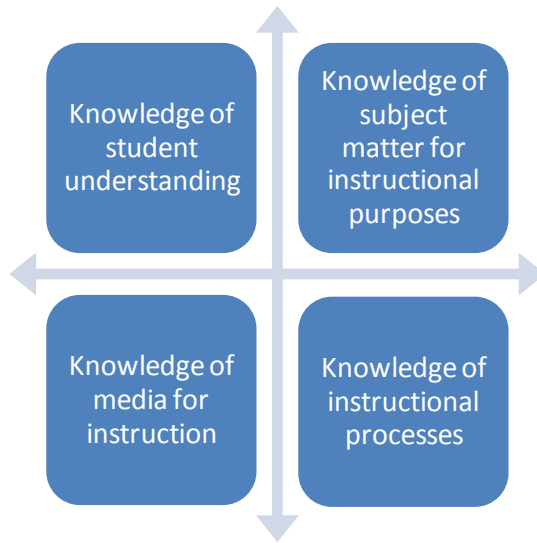 Knowledge of
student
understanding
Knowledge of
subject
matter for
instructional
purposes
Knowledge of
media for
instruction
Knowledge of
instructional
processes